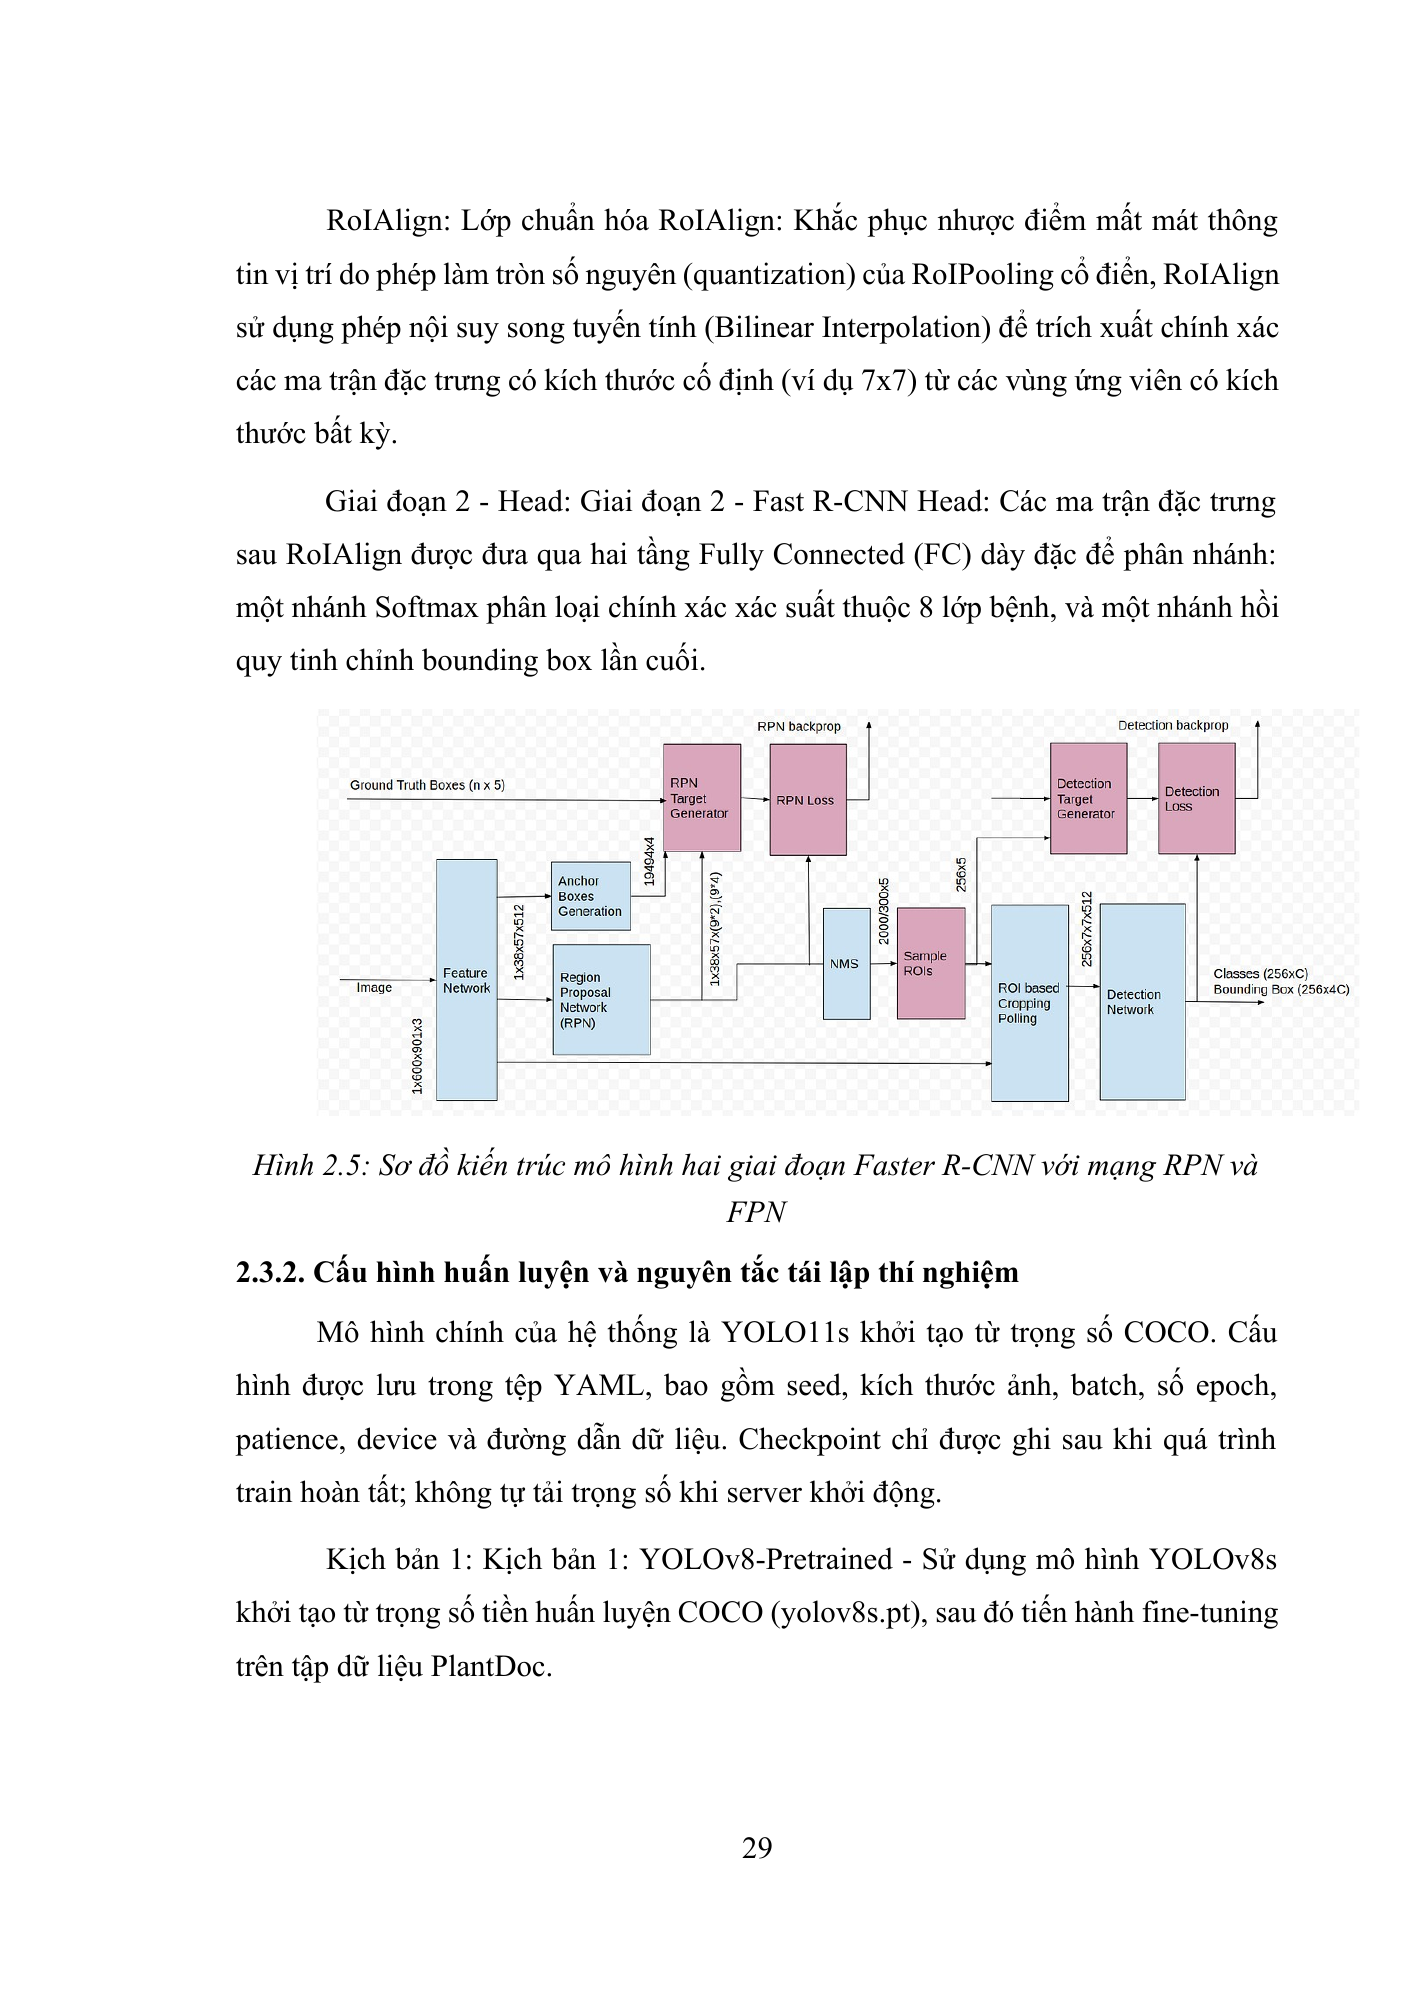 RoIAlign: Lớp chuẩn hóa RoIAlign: Khắc phục nhược điểm mất mát thông
tin vị trí do phép làm tròn số nguyên (quantization) của RoIPooling cổ điển, RoIAlign
sử dụng phép nội suy song tuyến tính (Bilinear Interpolation) để trích xuất chính xác
các ma trận đặc trưng có kích thước cố định (ví dụ 7x7) từ các vùng ứng viên có kích
thước bất kỳ.
Giai đoạn 2 - Head: Giai đoạn 2 - Fast R-CNN Head: Các ma trận đặc trưng
sau RoIAlign được đưa qua hai tầng Fully Connected (FC) dày đặc để phân nhánh:
một nhánh Softmax phân loại chính xác xác suất thuộc 8 lớp bệnh, và một nhánh hồi
quy tinh chỉnh bounding box lần cuối.
RPN backprop
Detection backprop
Ground Truth Boxes (n x 5)
RPN
Target
Generator
RPN Loss
Detection
Target
Generator
Detection
Loss
19494x4
Anchor
Boxes
Generation
1x38x57x512
1x38x57x(9*2),(9*4)
2000/300x5
256x5
256x7x7x512
Image
Feature
Network
Region
Proposal
Network
(RPN)
NMS
Sample
ROIs
ROI based
Cropping
Polling
Detection
Network
Classes (256xC)
Bounding Box (256x4C)
1x600x901x3
Hình 2.5: Sơ đồ kiến trúc mô hình hai giai đoạn Faster R-CNN với mạng RPN và
FPN
2.3.2. Cấu hình huấn luyện và nguyên tắc tái lập thí nghiệm
Mô hình chính của hệ thống là YOLO11s khởi tạo từ trọng số COCO. Cấu
hình được lưu trong tệp YAML, bao gồm seed, kích thước ảnh, batch, số epoch,
patience, device và đường dẫn dữ liệu. Checkpoint chỉ được ghi sau khi quá trình
train hoàn tất; không tự tải trọng số khi server khởi động.
Kịch bản 1: Kịch bản 1: YOLOv8-Pretrained - Sử dụng mô hình YOLOv8s
khởi tạo từ trọng số tiền huấn luyện COCO (yolov8s.pt), sau đó tiến hành fine-tuning
trên tập dữ liệu PlantDoc.
29